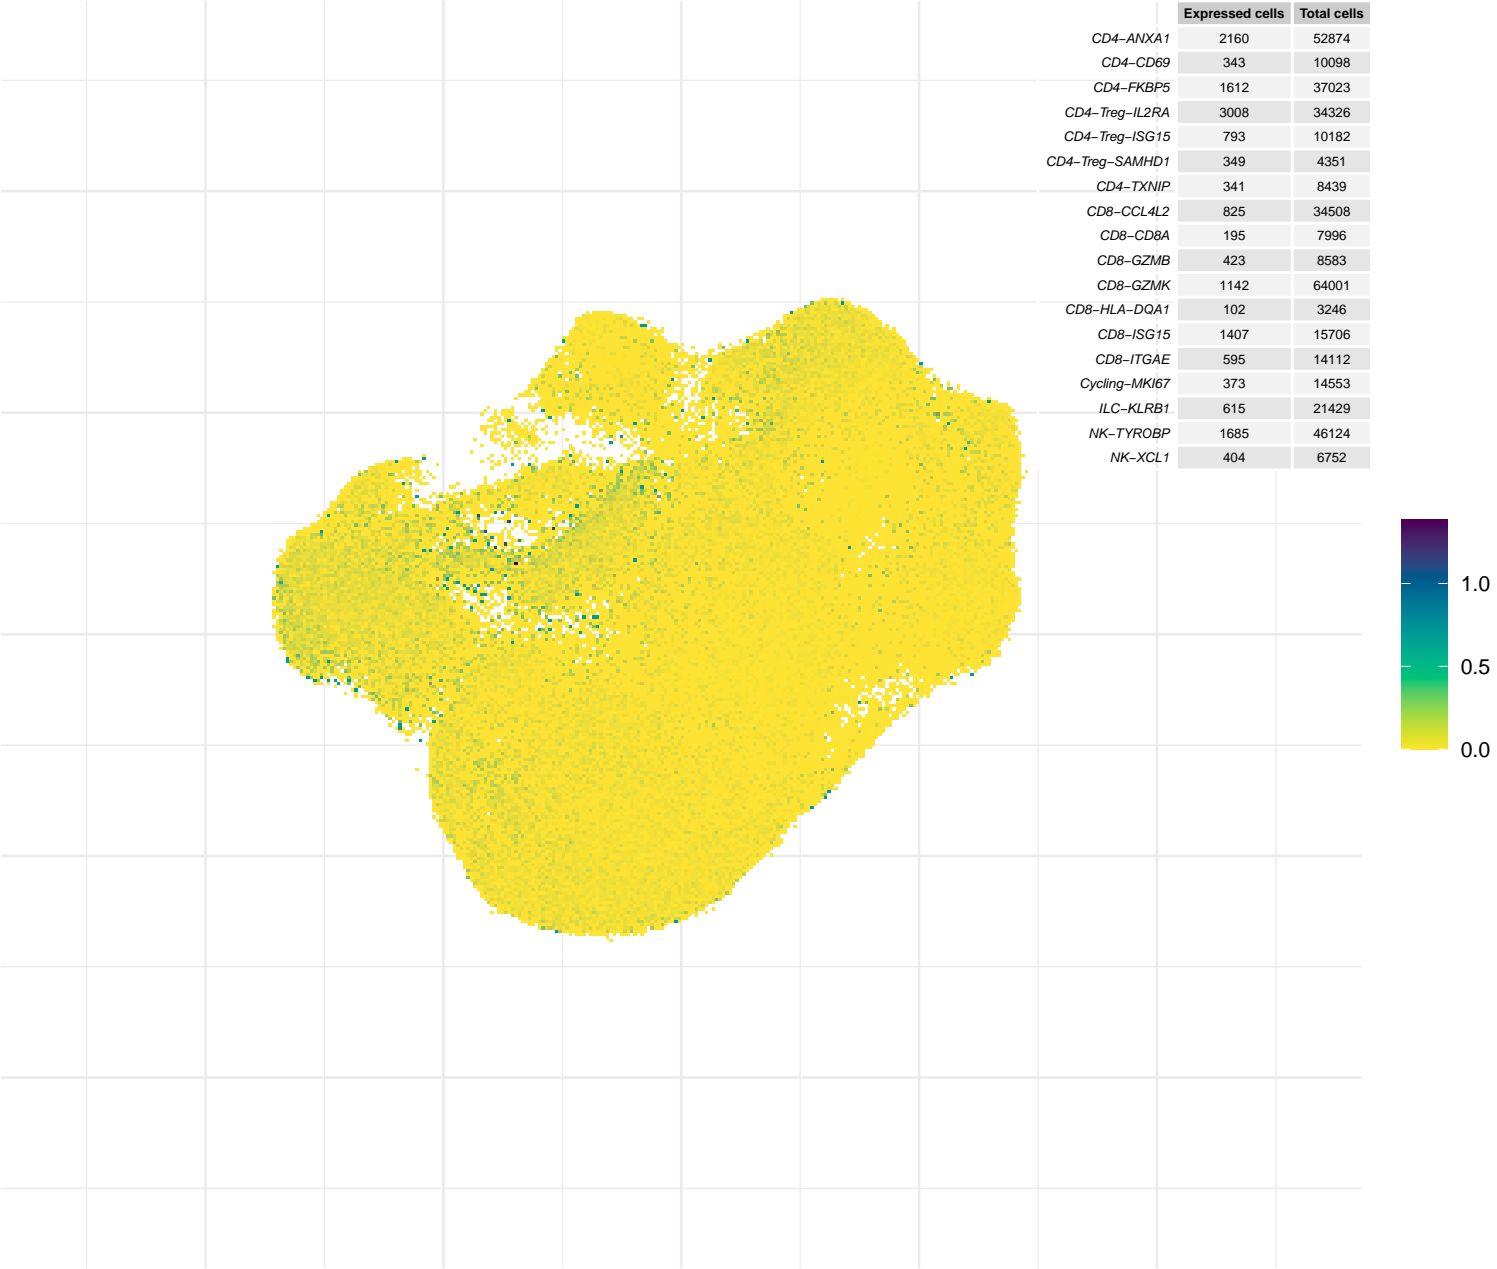 Expressed cells Total cells
CD4−ANXA1 2160 52874
CD4−CD69 343 10098
CD4−FKBP5 1612 37023
CD4−Treg−IL2RA 3008 34326
CD4−Treg−ISG15 793 10182
CD4−Treg−SAMHD1 349 4351
CD4−TXNIP 341 8439
CD8−CCL4L2 825 34508
CD8−CD8A 195 7996
CD8−GZMB 423 8583
CD8−GZMK 1142 64001
CD8−HLA−DQA1 102 3246
CD8−ISG15 1407 15706
CD8−ITGAE 595 14112
Cycling−MKI67 373 14553
ILC−KLRB1 615 21429
NK−TYROBP 1685 46124
NK−XCL1 404 6752
1.0
0.5
0.0